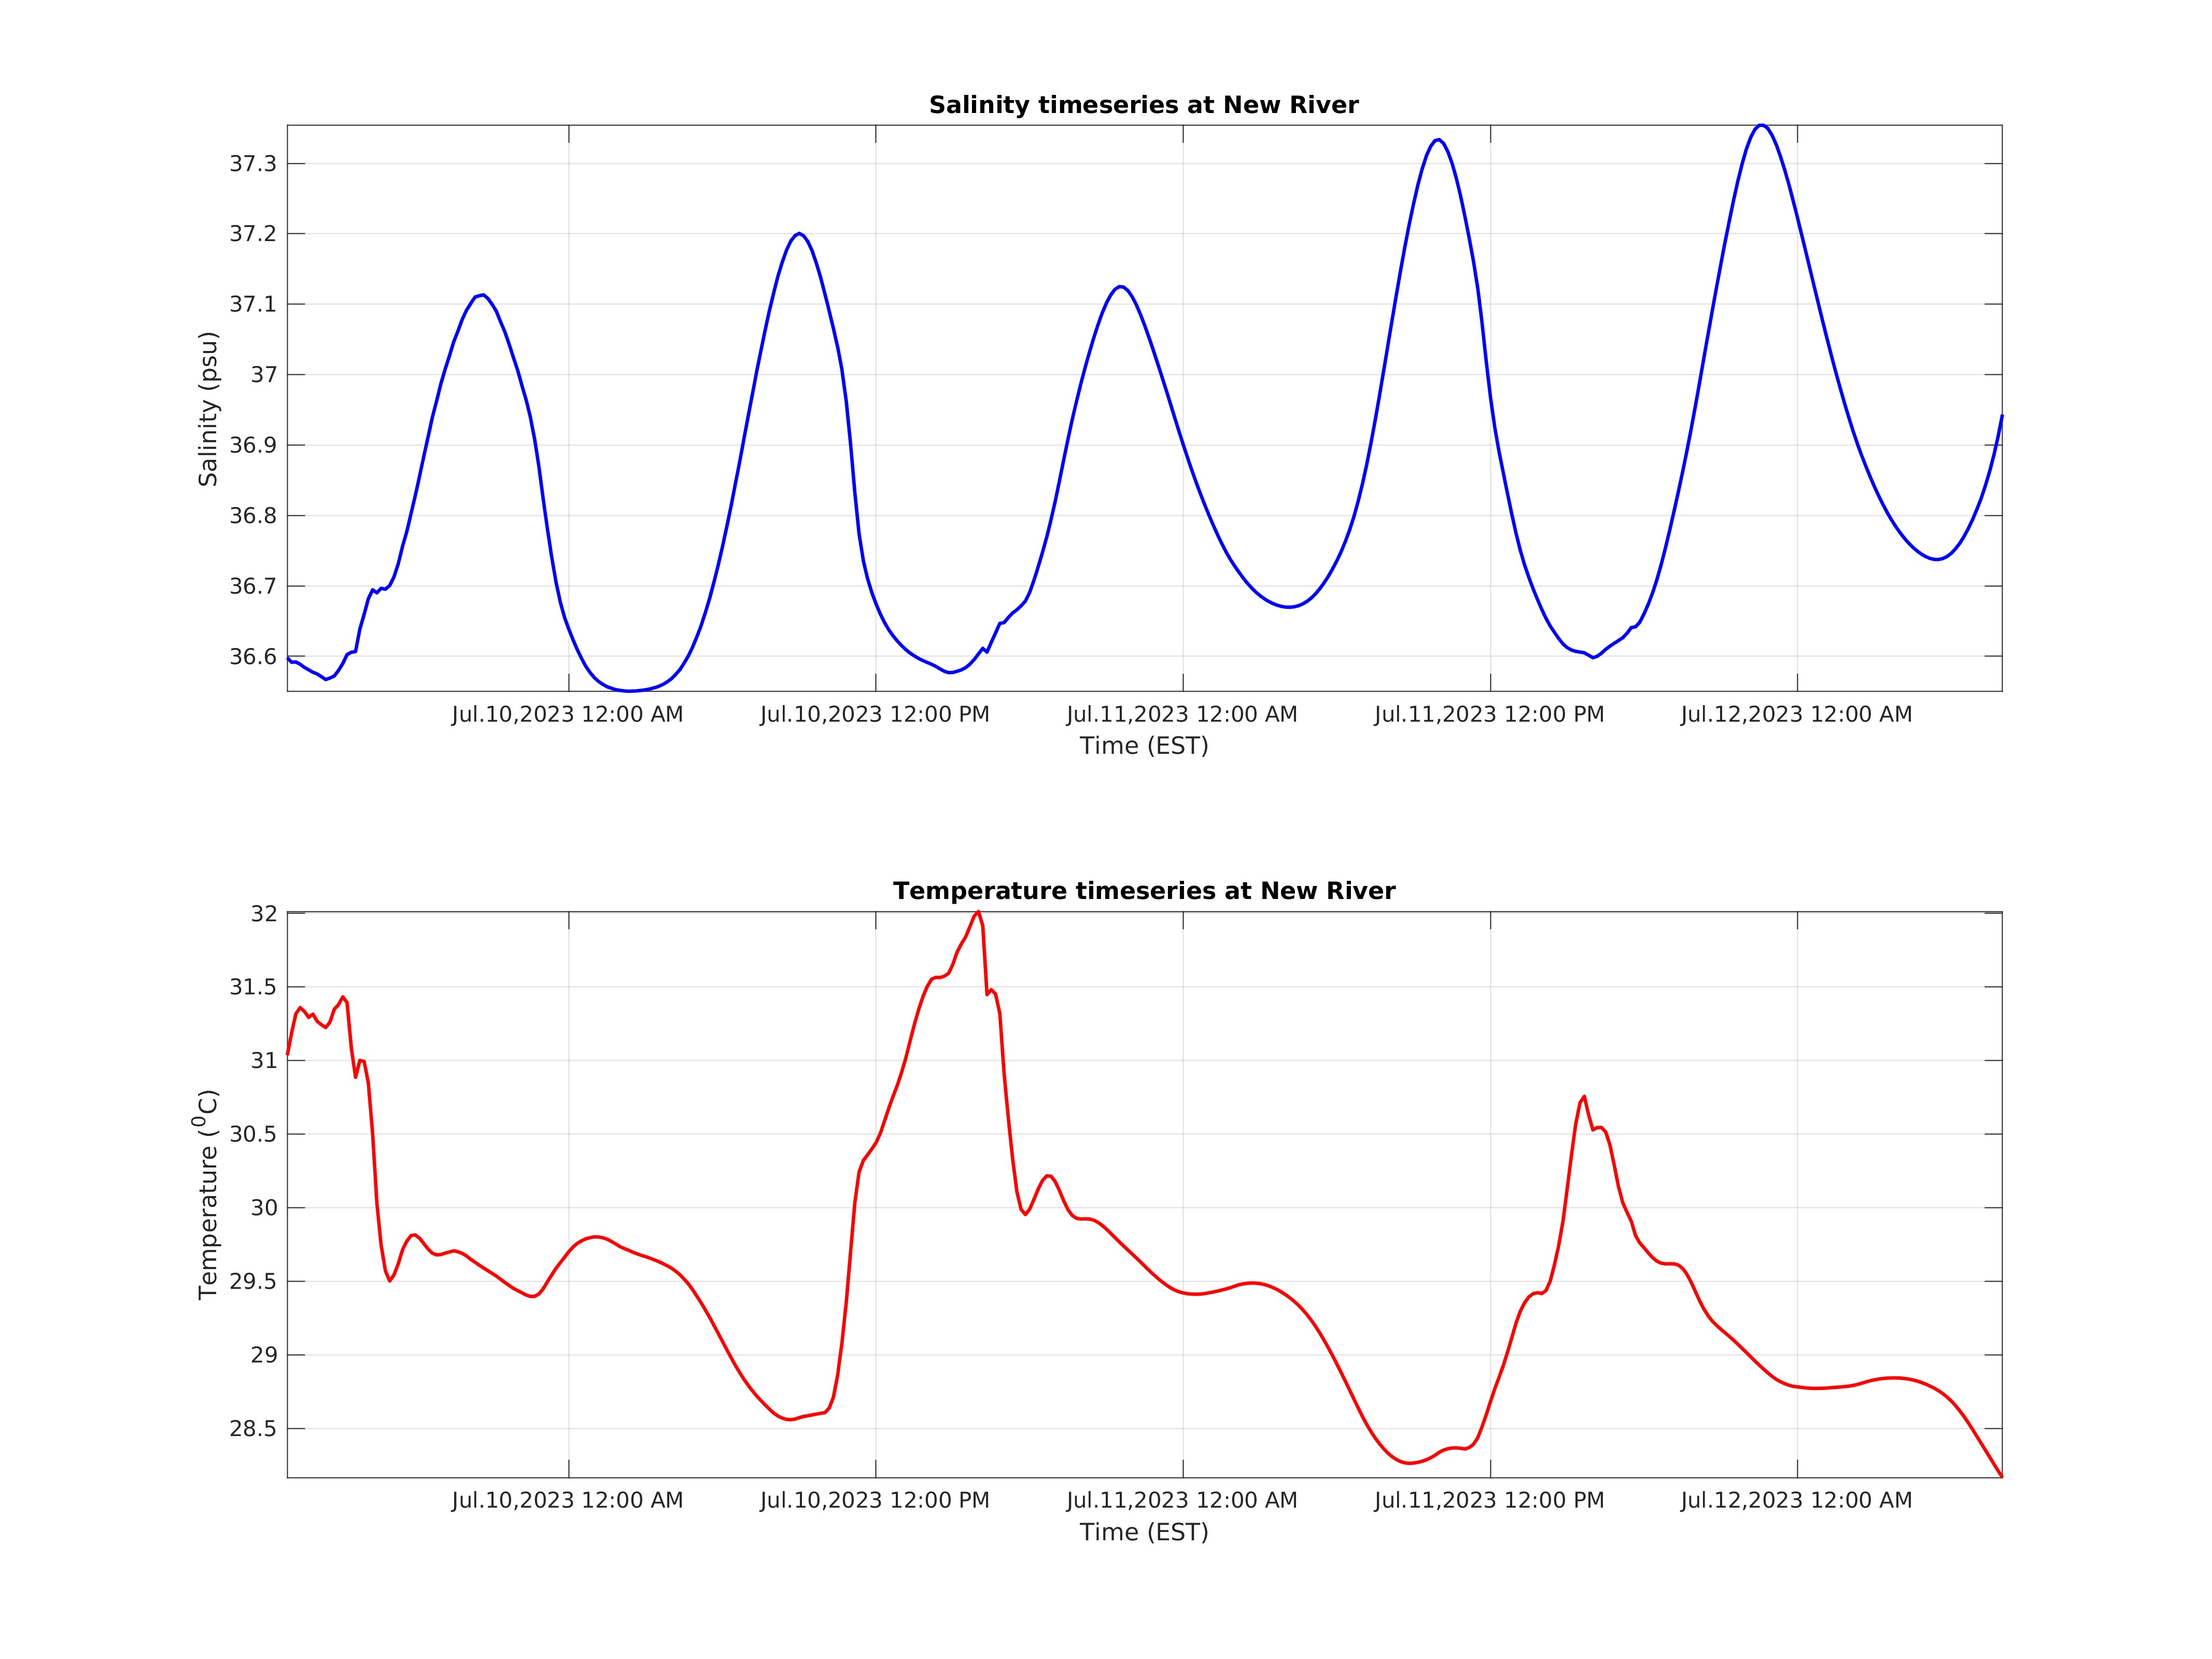 Salinity timeseries at New River
Salinity (psu)
37.3
37.2
37.1
37
36.9
36.8
36.7
36.6
Jul.10,2023 12:00 AM Jul.10,2023 12:00 PM Jul.11,2023 12:00 AM Jul.11,2023 12:00 PM Jul.12,2023 12:00 AM
Time (EST)
Temperature timeseries at New River
Temperature (⁰C)
32
31.5
31
30.5
30
29.5
29
28.5
Jul.10,2023 12:00 AM Jul.10,2023 12:00 PM Jul.11,2023 12:00 AM Jul.11,2023 12:00 PM Jul.12,2023 12:00 AM
Time (EST)